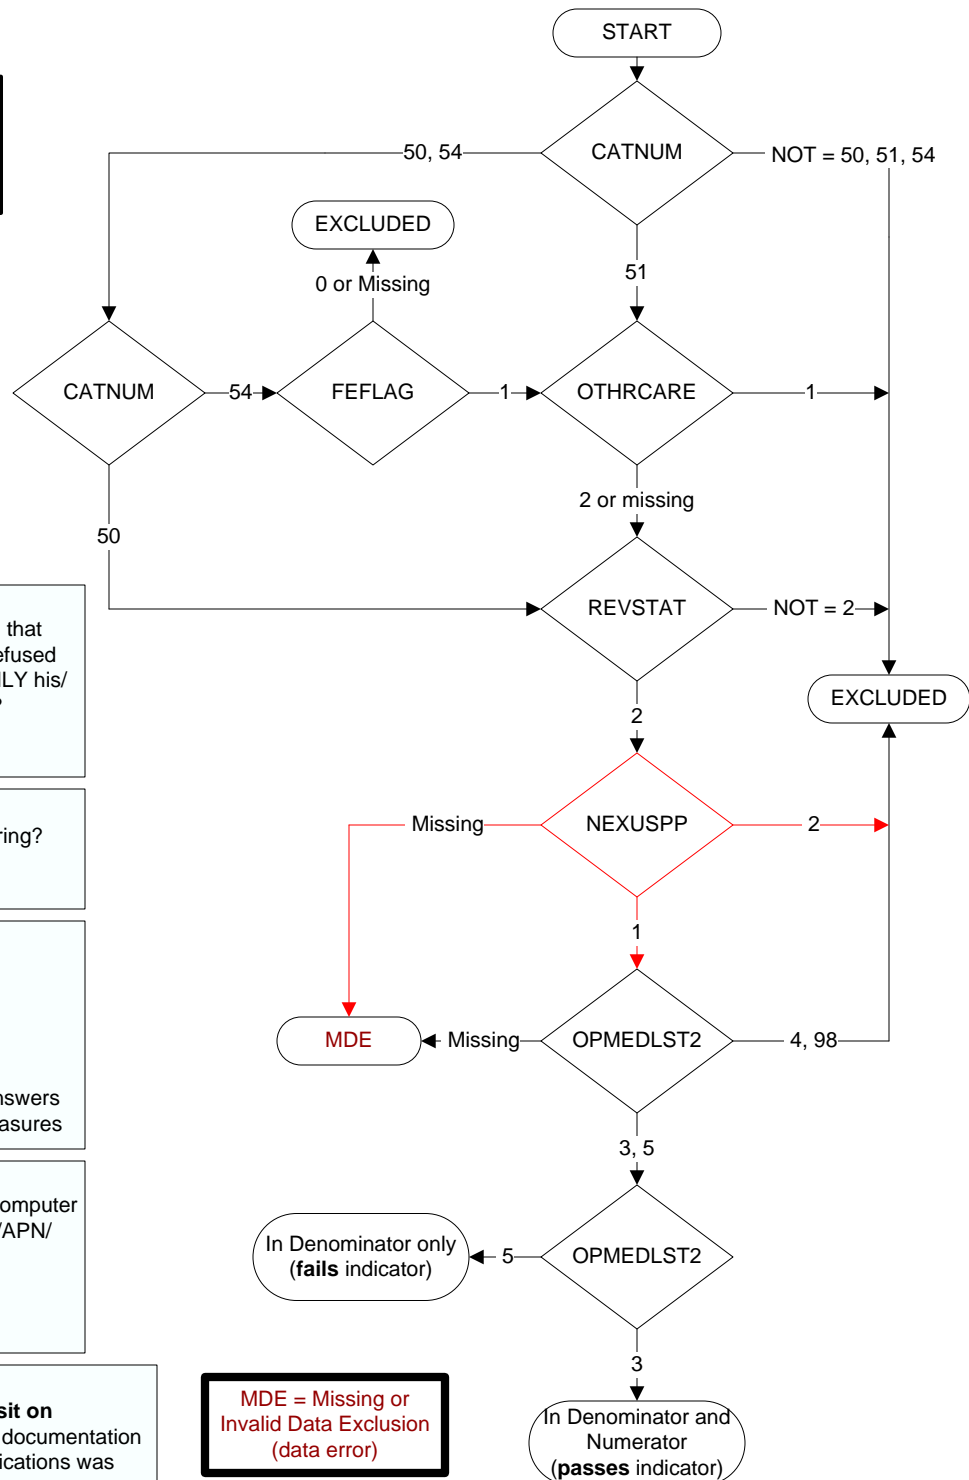 START
CATNUM
50, 54
NOT = 50, 51, 54
EXCLUDED
0 or Missing
51
CATNUM
54
FEFLAG
1
OTHRCARE
1
2 or missing
50
REVSTAT
NOT = 2
that
efused
NLY his/
?
EXCLUDED
2
Missing
NEXUSPP
2
ring?
1
MDE
Missing
OPMEDLST2
4, 98
nswers
asures
3, 5
omputer
/APN/
In Denominator only
(fails indicator)
5
OPMEDLST2
3
sit on
documentation
ications was
MDE = Missing or
Invalid Data Exclusion
(data error)
In Denominator and
Numerator
(passes indicator)